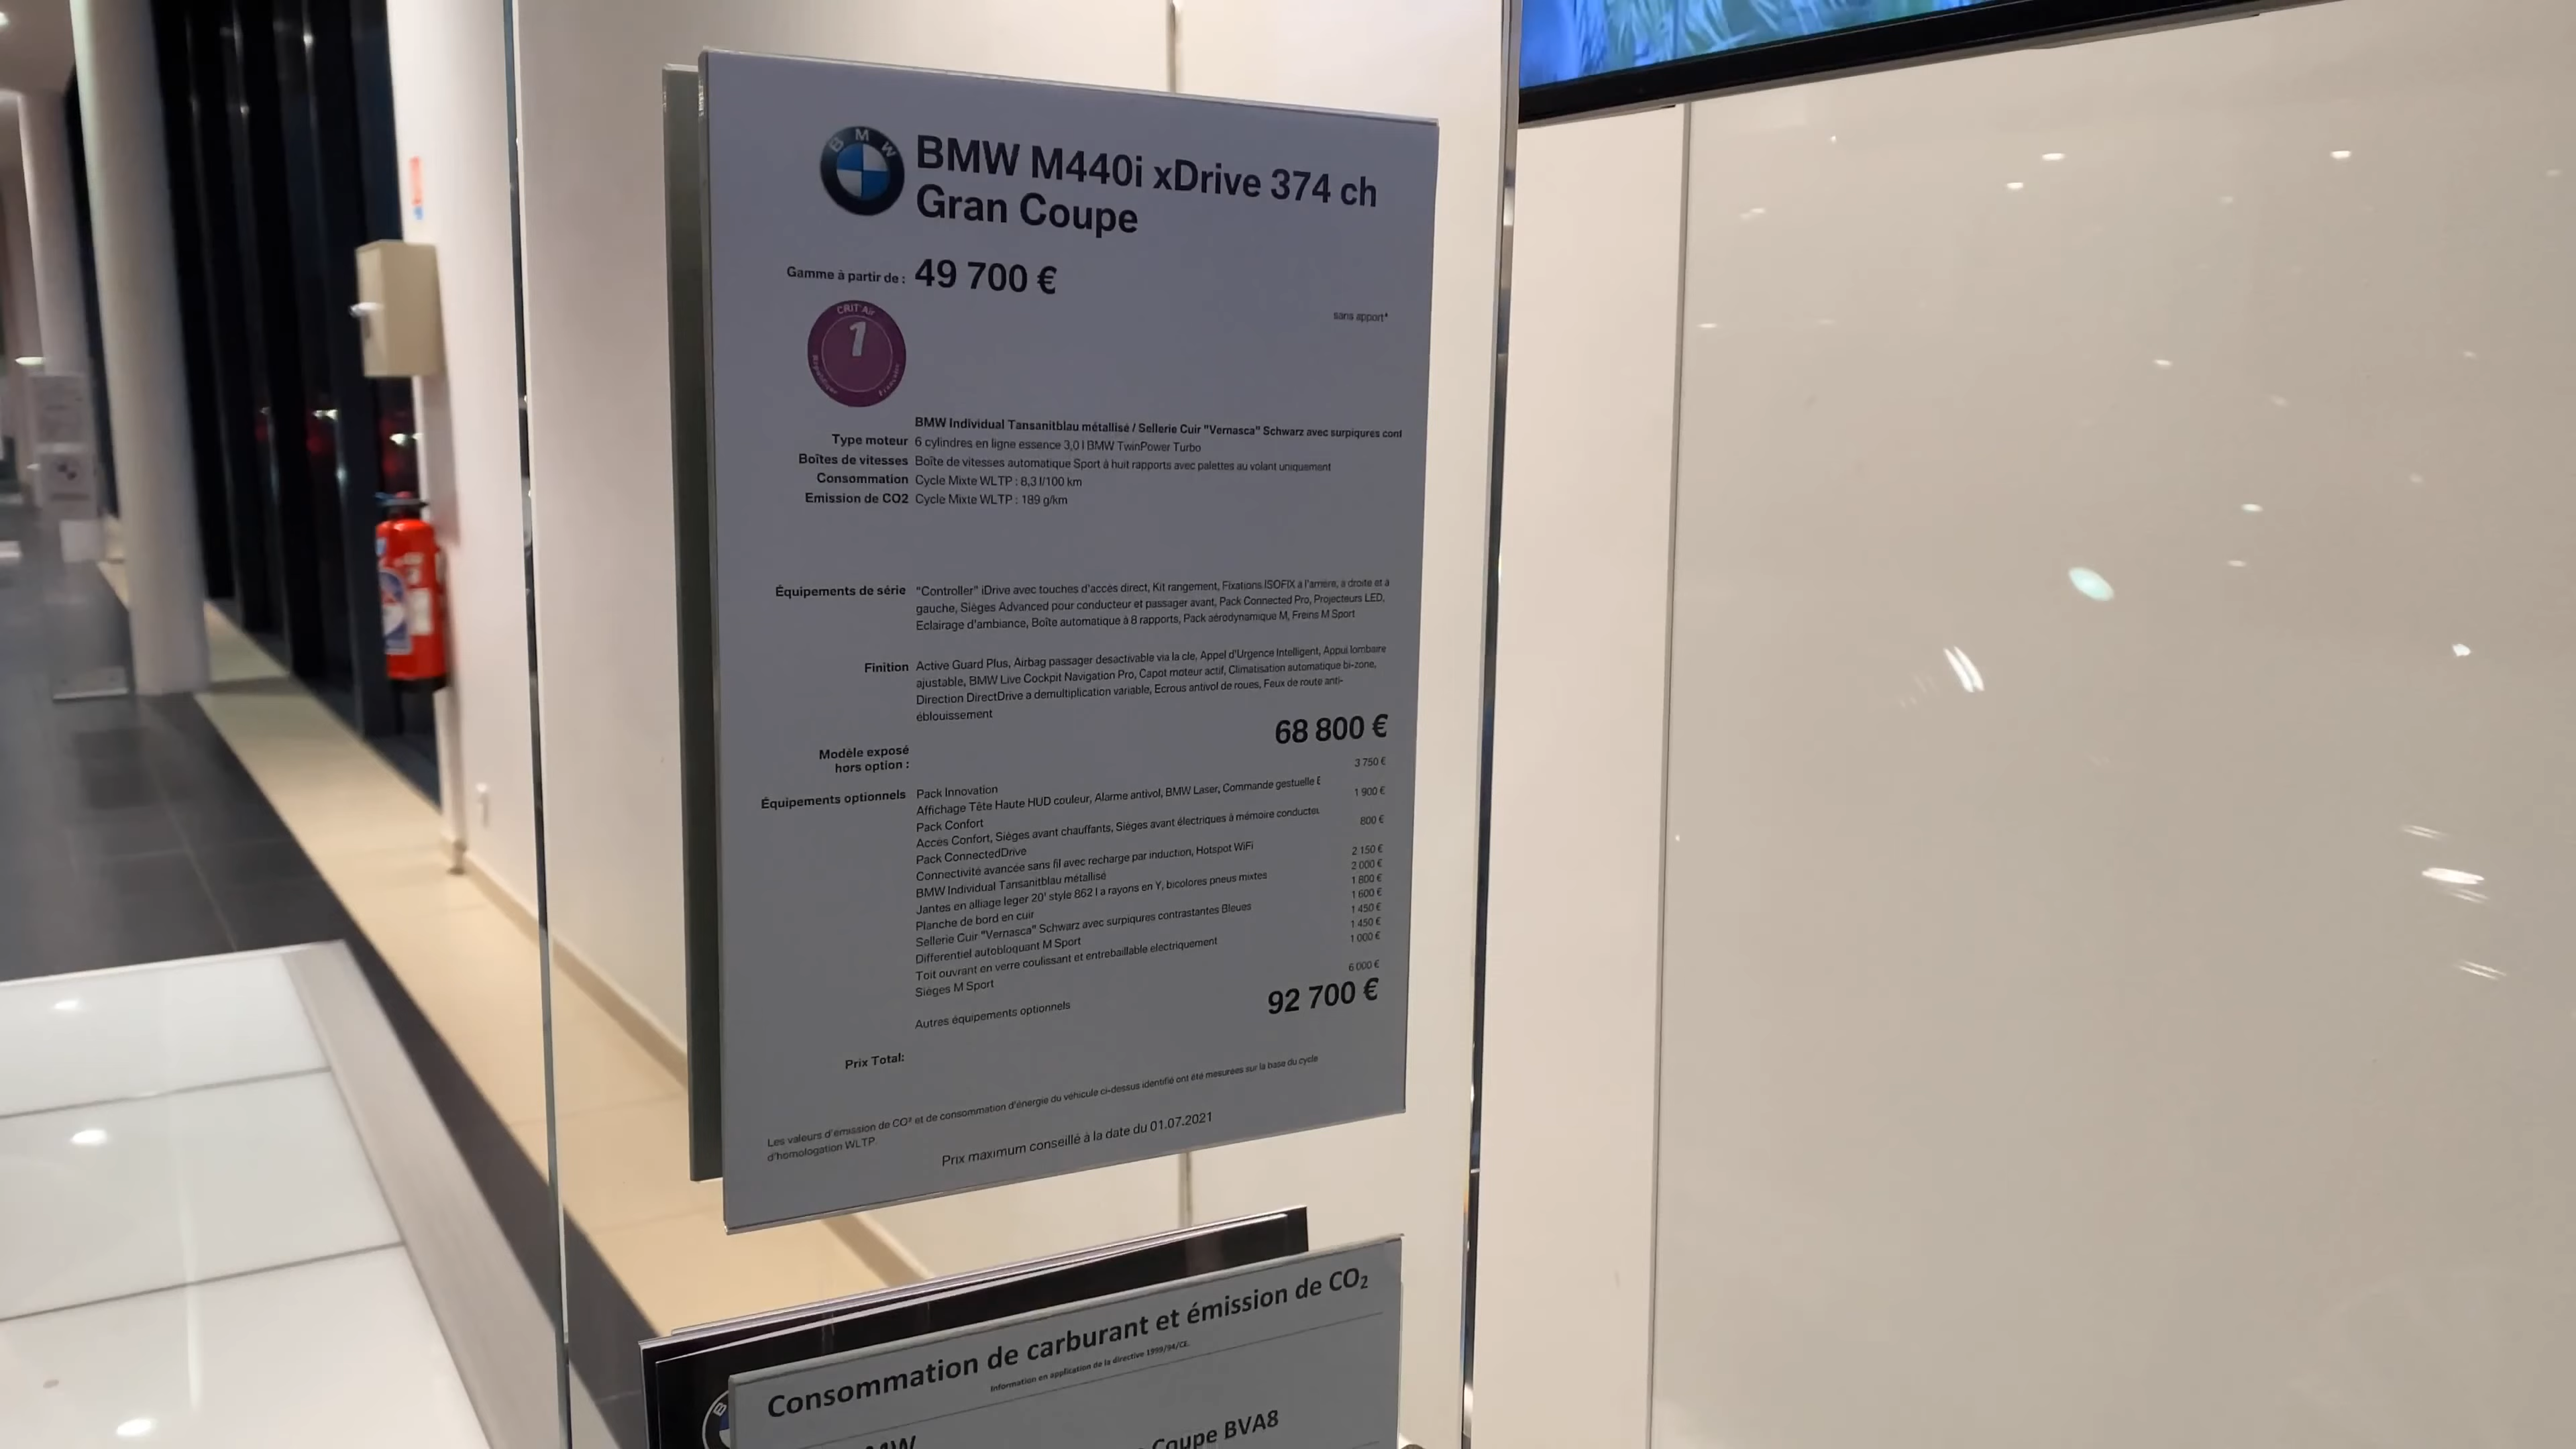 BMW
BMW M440i xDrive 374 ch
Gran Coupe
Gamme à partir de : 49 700 €
CRIT'Air
1
sans apport*
BMW Individual Tansanitblau métallisé / Sellerie Cuir "Vernasca" Schwarz avec surpiqures cont
Type moteur 6 cylindres en ligne essence 3,0 l BMW TwinPower Turbo
Boîtes de vitesses Boîte de vitesses automatique Sport à huit rapports avec palettes au volant uniquement
Consommation Cycle Mixte WLTP : 8,3 l/100 km
Emission de CO2 Cycle Mixte WLTP : 189 g/km
Équipements de série "Controller" iDrive avec touches d'accés direct, Kit rangement, Fixations ISOFIX a l'arrière, a droite et a
gauche, Sièges Advanced pour conducteur et passager avant, Pack Connected Pro, Projecteurs LED,
Eclairage d'ambiance, Boîte automatique à 8 rapports, Pack aérodynamique M, Freins M Sport
Finition Active Guard Plus, Airbag passager desactivable via la cle, Appel d'Urgence Intelligent, Appui lombaire
ajustable, BMW Live Cockpit Navigation Pro, Capot moteur actif, Climatisation automatique bi-zone,
Direction DirectDrive a demultiplication variable, Ecrous antivol de roues, Feux de route anti-
éblouissement
Modèle exposé
hors option :
68 800 €
Équipements optionnels Pack Innovation 3 750 €
Affichage Tête Haute HUD couleur, Alarme antivol, BMW Laser, Commande gestuelle E
Pack Confort 1 900 €
Accès Confort, Sièges avant chauffants, Sièges avant électriques à mémoire conducteu
Pack ConnectedDrive 800 €
Connectivité avancée sans fil avec recharge par induction, Hotspot WiFi
BMW Individual Tansanitblau métallisé 2 150 €
Jantes en alliage leger 20' style 862 I a rayons en Y, bicolores pneus mixtes 2 000 €
Planche de bord en cuir 1 800 €
Sellerie Cuir "Vernasca" Schwarz avec surpiqures contrastantes Bleues 1 600 €
Differentiel autobloquant M Sport 1 450 €
Toit ouvrant en verre coulissant et entrebaillable electriquement 1 450 €
Sièges M Sport 1 000 €
Autres équipements optionnels 6 000 €
Prix Total: 92 700 €
Les valeurs d'émission de CO² et de consommation d'énergie du véhicule ci-dessus identifié ont été mesurées sur la base du cycle
d'homologation WLTP
Prix maximum conseillé à la date du 01.07.2021
Consommation de carburant et émission de CO₂
Information en application de la directive 1999/94/CE.
Coupe BVA8